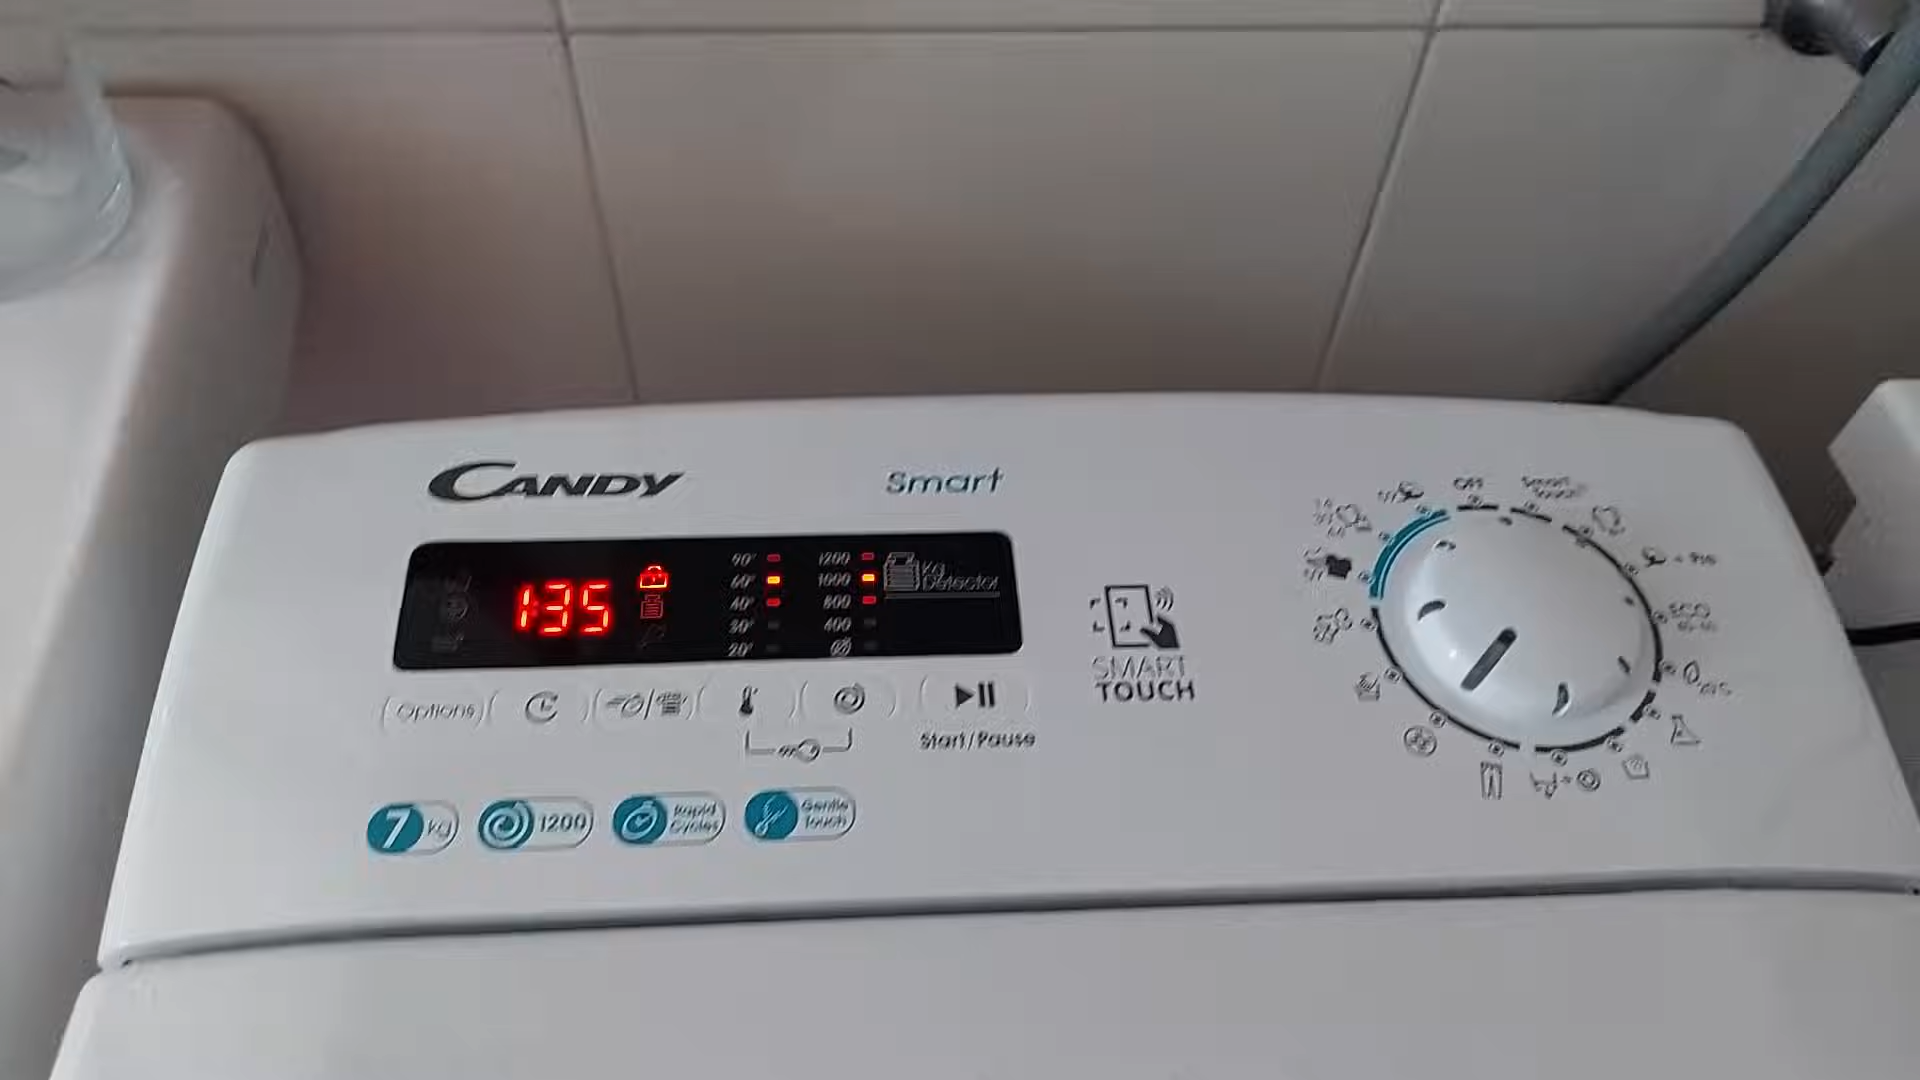 CANDY
Smart
OFF
Smart
Touch
1:35
90°
60°
40°
30°
20°
1200
1000
800
400
Kg
Detector
ECO
SMART
TOUCH
Options
Start/Pause
7 Kg
1200
Rapid
Cycles
Gentle
Touch